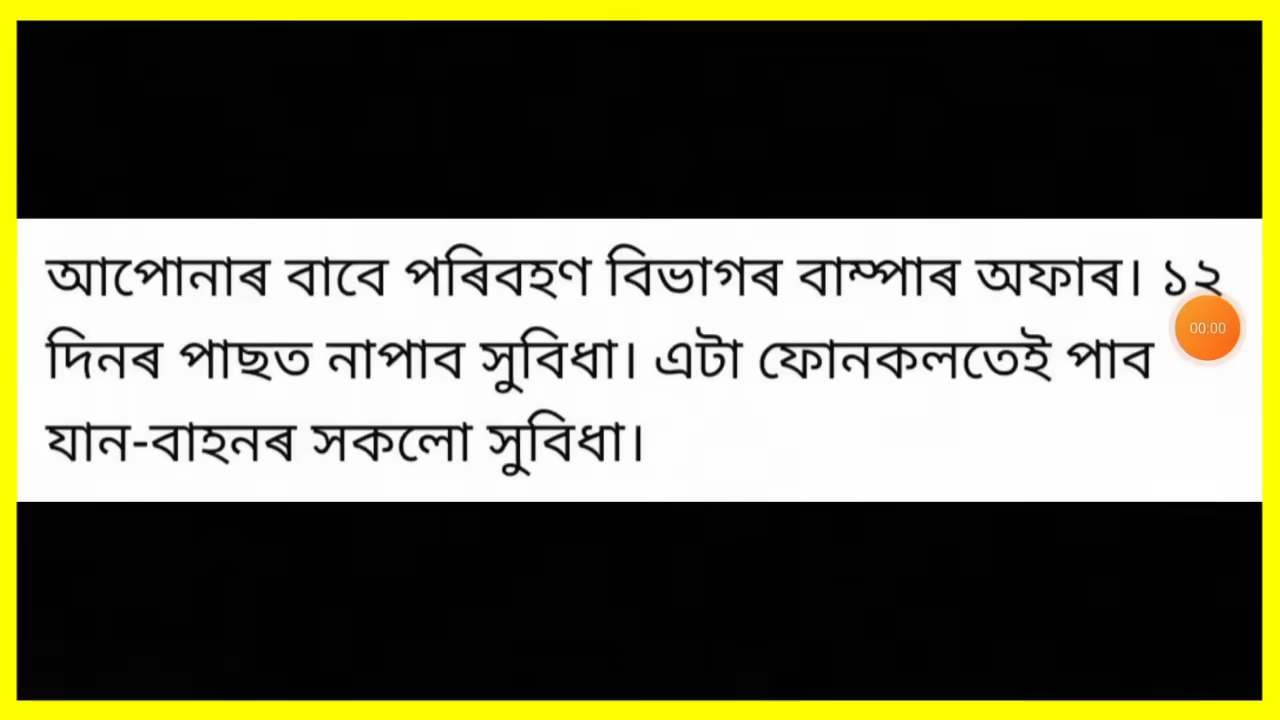 আপোনাৰ বাবে পৰিবহণ বিভাগৰ বাম্পাৰ অফাৰ। ১২
00:00
দিনৰ পাছত নাপাব সুবিধা। এটা ফোনকলতেই পাব
যান-বাহনৰ সকলো সুবিধা।